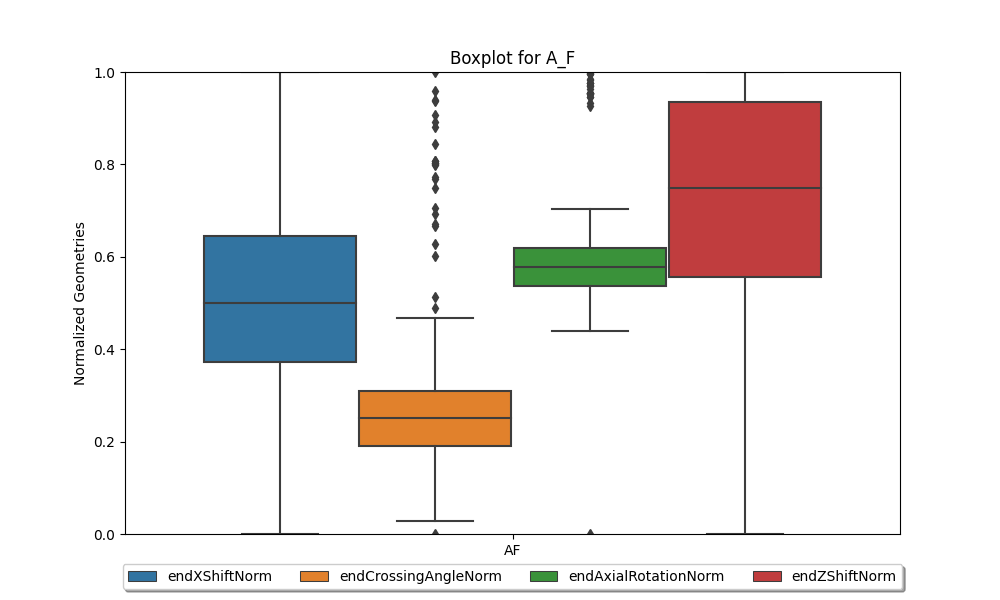 Boxplot for A_F
1.0
0.8
0.6
0.4
0.2
0.0
Normalized Geometries
AF
endXShiftNorm endCrossingAngleNorm endAxialRotationNorm endZShiftNorm